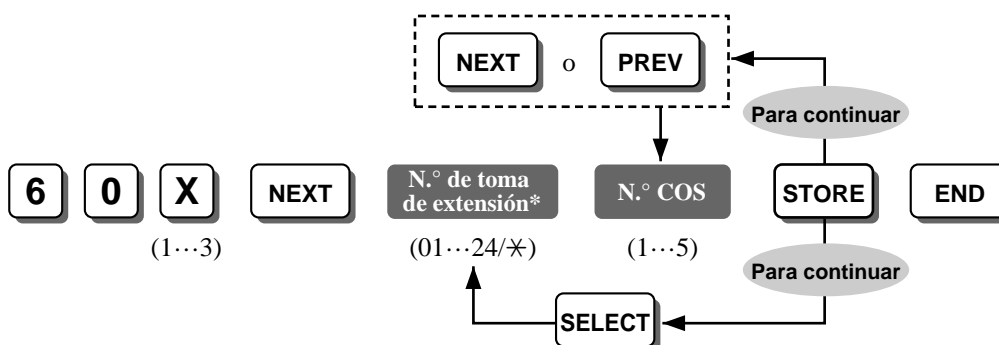 NEXT o PREV
Para continuar
6 0 X NEXT N.° de toma de extensión* N.° COS STORE END
(1···3) (01···24/✳) (1···5)
Para continuar
SELECT